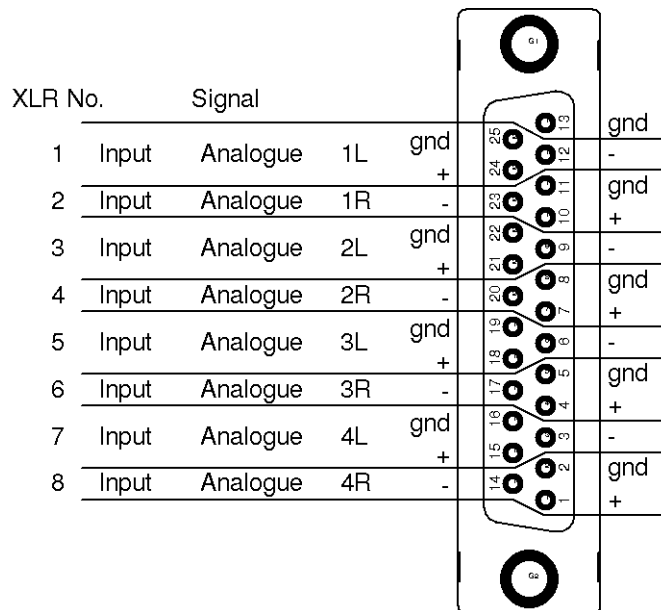 G1
XLR No. Signal
13 gnd
25
1 Input Analogue 1L gnd 12 -
+ 24
11 gnd
2 Input Analogue 1R - 23
10 +
3 Input Analogue 2L gnd 22
9 -
+ 21
8 gnd
4 Input Analogue 2R - 20
7 +
5 Input Analogue 3L gnd 19
6 -
+ 18
5 gnd
6 Input Analogue 3R - 17
4 +
7 Input Analogue 4L gnd 16
3 -
+ 15
2 gnd
8 Input Analogue 4R - 14
1 +
G2